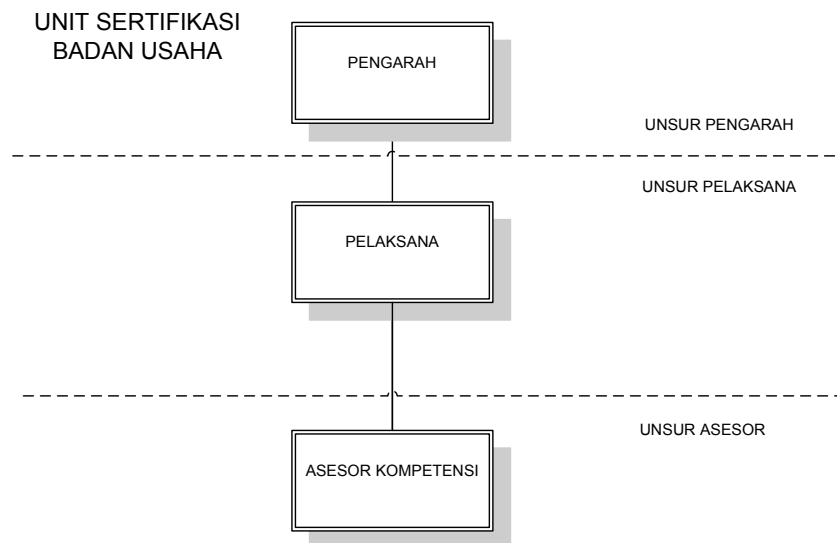 UNIT SERTIFIKASI
BADAN USAHA
PENGARAH
UNSUR PENGARAH
UNSUR PELAKSANA
PELAKSANA
UNSUR ASESOR
ASESOR KOMPETENSI